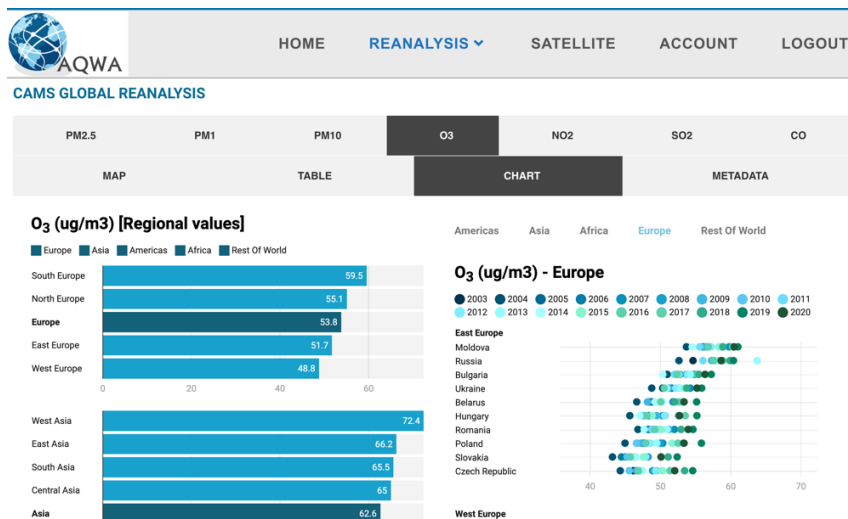 AQWA
HOME REANALYSIS SATELLITE ACCOUNT LOGOUT
CAMS GLOBAL REANALYSIS
PM2.5 PM1 PM10 O3 NO2 SO2 CO
MAP TABLE CHART METADATA
O3 (ug/m3) [Regional values]
Europe Asia Americas Africa Rest Of World
South Europe 59.5
North Europe 55.1
Europe 53.8
East Europe 51.7
West Europe 48.8
0 20 40 60
West Asia 72.4
East Asia 66.2
South Asia 65.5
Central Asia 65
Asia 62.6
Americas Asia Africa Europe Rest Of World
O3 (ug/m3) - Europe
2003 2004 2005 2006 2007 2008 2009 2010 2011
2012 2013 2014 2015 2016 2017 2018 2019 2020
East Europe
Moldova
Russia
Bulgaria
Ukraine
Belarus
Hungary
Romania
Poland
Slovakia
Czech Republic
40 50 60 70
West Europe